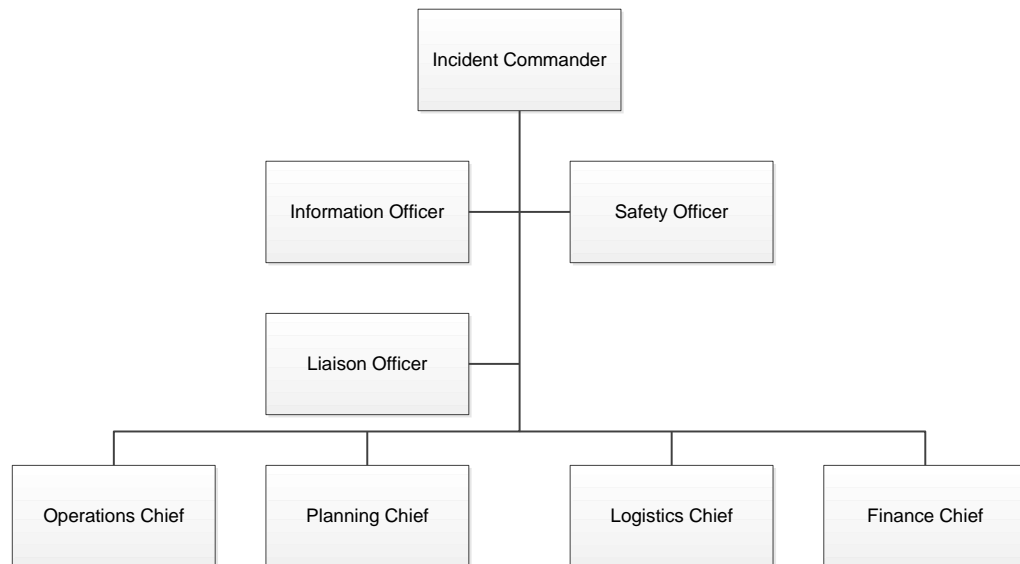 Incident Commander
Information Officer
Safety Officer
Liaison Officer
Operations Chief
Planning Chief
Logistics Chief
Finance Chief